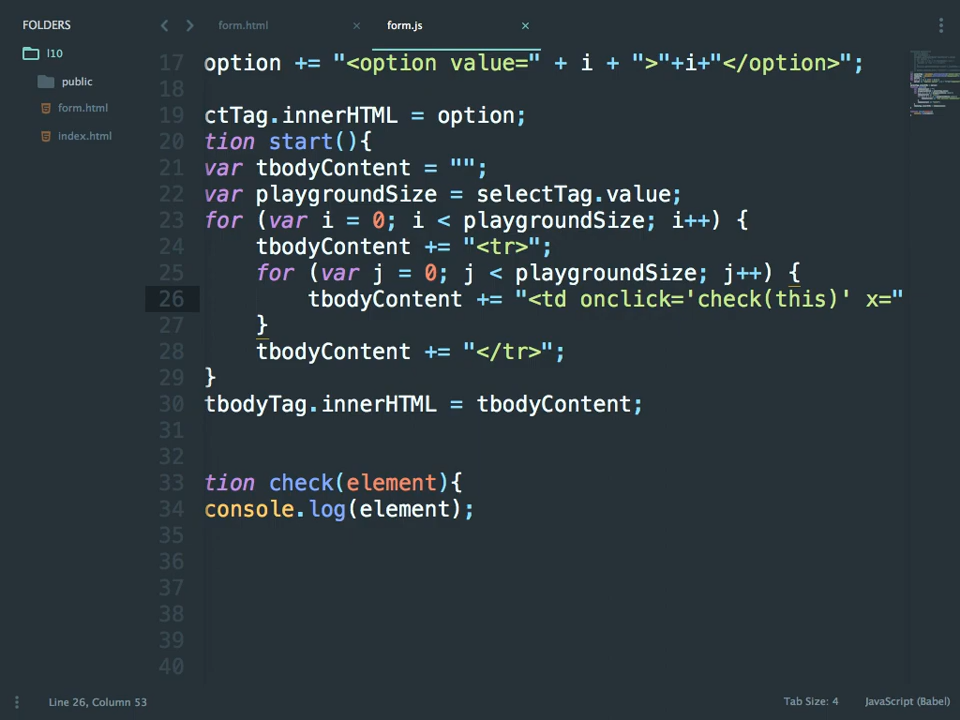 FOLDERS
l10
public
form.html
index.html
form.html ×
form.js ×
17 option += "<option value=" + i + ">"+i+"</option>";
18
19 ctTag.innerHTML = option;
20 tion start(){
21 var tbodyContent = "";
22 var playgroundSize = selectTag.value;
23 for (var i = 0; i < playgroundSize; i++) {
24 tbodyContent += "<tr>";
25 for (var j = 0; j < playgroundSize; j++) {
26 tbodyContent += "<td onclick='check(this)' x="
27 }
28 tbodyContent += "</tr>";
29 }
30 tbodyTag.innerHTML = tbodyContent;
31
32
33 tion check(element){
34 console.log(element);
35
36
37
38
39
40
Line 26, Column 53
Tab Size: 4
JavaScript (Babel)